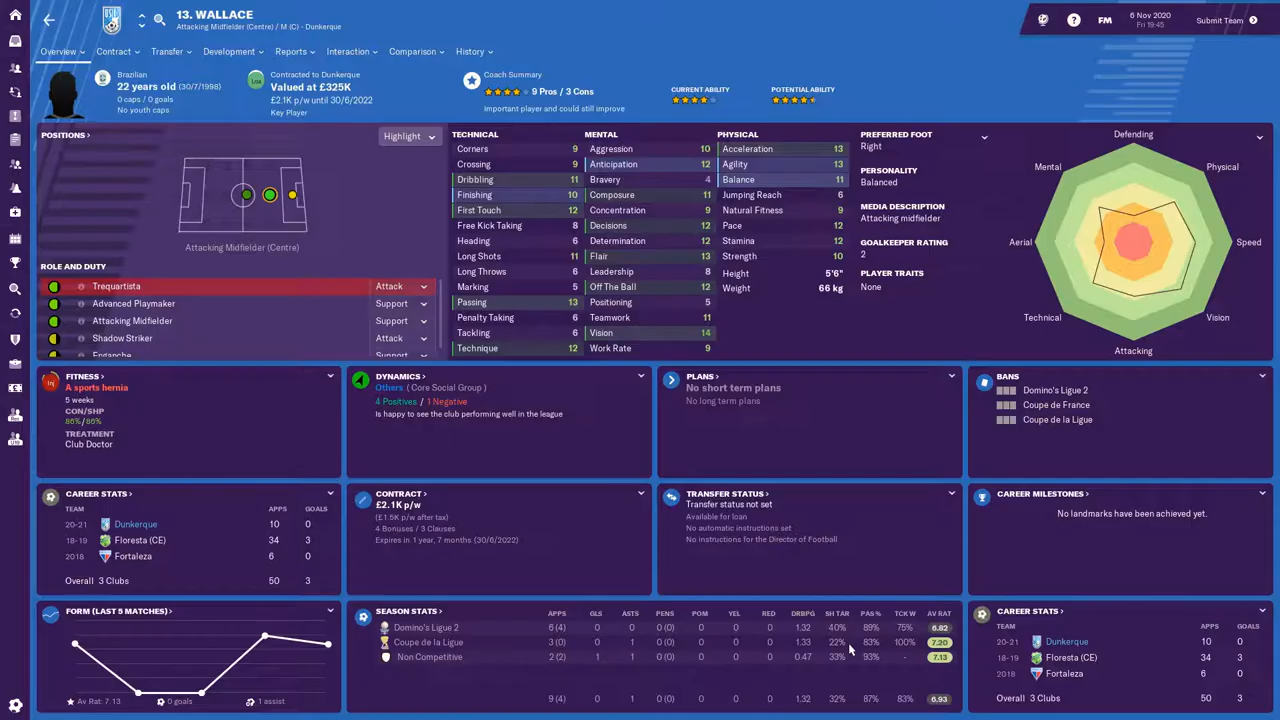 13. WALLACE
Attacking Midfielder (Centre) / M (C) - Dunkerque
6 Nov 2020
Fri 19:45
FM
Submit Team
Overview Contract Transfer Development Reports Interaction Comparison History
Brazilian
22 years old (30/7/1998)
0 caps / 0 goals
No youth caps
Contracted to Dunkerque
Valued at £325K
£2.1K p/w until 30/6/2022
Key Player
Coach Summary
9 Pros / 3 Cons
Important player and could still improve
CURRENT ABILITY
POTENTIAL ABILITY
POSITIONS >
Highlight
Attacking Midfielder (Centre)
ROLE AND DUTY
Trequartista Attack
Advanced Playmaker Support
Attacking Midfielder Support
Shadow Striker Attack
Enganche Support
TECHNICAL
Corners 9
Crossing 9
Dribbling 11
Finishing 10
First Touch 12
Free Kick Taking 8
Heading 6
Long Shots 11
Long Throws 6
Marking 5
Passing 13
Penalty Taking 6
Tackling 6
Technique 12
MENTAL
Aggression 10
Anticipation 12
Bravery 4
Composure 11
Concentration 9
Decisions 12
Determination 12
Flair 13
Leadership 8
Off The Ball 12
Positioning 5
Teamwork 11
Vision 14
Work Rate 9
PHYSICAL
Acceleration 13
Agility 13
Balance 11
Jumping Reach 6
Natural Fitness 9
Pace 12
Stamina 12
Strength 10
Height 5'6"
Weight 66 kg
PREFERRED FOOT
Right
PERSONALITY
Balanced
MEDIA DESCRIPTION
Attacking midfielder
GOALKEEPER RATING
2
PLAYER TRAITS
None
Defending
Physical
Speed
Vision
Attacking
Technical
Aerial
Mental
FITNESS >
Inj
A sports hernia
5 weeks
CON/SHP
86%/86%
TREATMENT
Club Doctor
DYNAMICS >
Others ( Core Social Group )
4 Positives / 1 Negative
Is happy to see the club performing well in the league
PLANS >
No short term plans
No long term plans
BANS
Domino's Ligue 2
Coupe de France
Coupe de la Ligue
CAREER STATS >
TEAM APPS GOALS
20-21 Dunkerque 10 0
18-19 Floresta (CE) 34 3
2018 Fortaleza 6 0
Overall 3 Clubs 50 3
CONTRACT >
£2.1K p/w
(£1.5K p/w after tax)
4 Bonuses / 3 Clauses
Expires in 1 year, 7 months (30/6/2022)
TRANSFER STATUS >
Transfer status not set
Available for loan
No automatic instructions set
No instructions for the Director of Football
CAREER MILESTONES >
No landmarks have been achieved yet.
FORM (LAST 5 MATCHES) >
Av Rat: 7.13 0 goals 1 assist
SEASON STATS >
APPS GLS ASTS PENS POM YEL RED DRBPG SH TAR PAS % TCK W AV RAT
Domino's Ligue 2 6 (4) 0 0 0 (0) 0 0 0 1.32 40% 89% 75% 6.82
Coupe de la Ligue 3 (0) 0 1 0 (0) 0 0 0 1.33 22% 83% 100% 7.20
Non Competitive 2 (2) 1 1 0 (0) 0 0 0 0.47 33% 93% - 7.13
9 (4) 0 1 0 (0) 0 0 0 1.32 32% 87% 83% 6.93
CAREER STATS >
TEAM APPS GOALS
20-21 Dunkerque 10 0
18-19 Floresta (CE) 34 3
2018 Fortaleza 6 0
Overall 3 Clubs 50 3